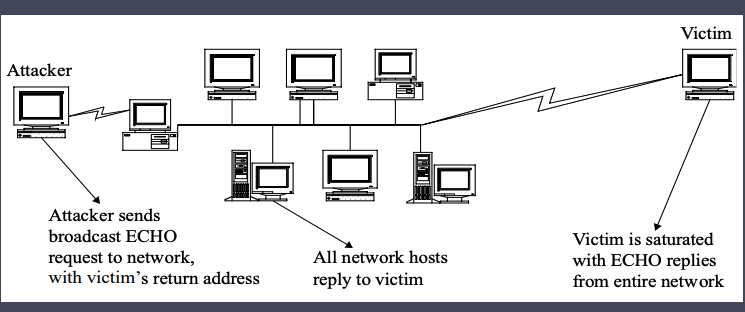 Attacker
Victim
Attacker sends
broadcast ECHO
request to network,
with victim's return address
All network hosts
reply to victim
Victim is saturated
with ECHO replies
from entire network